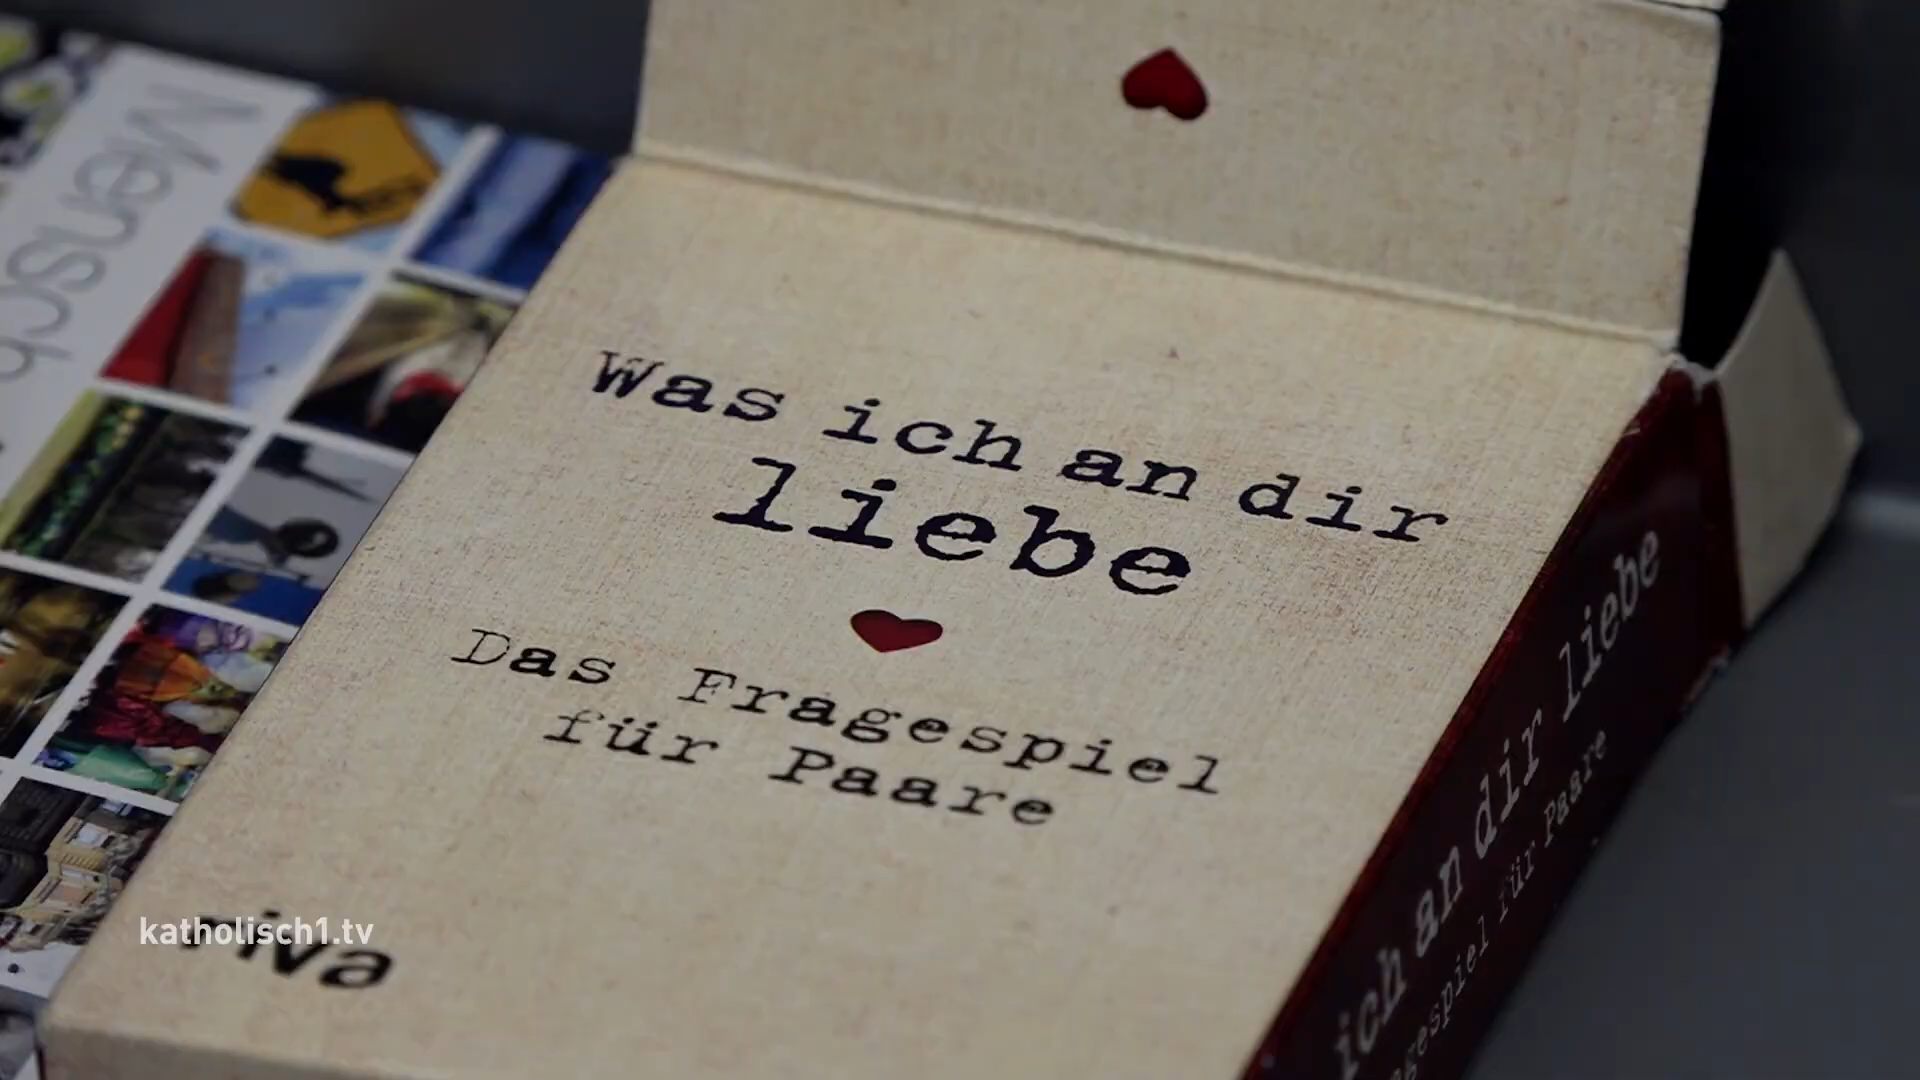 Mensch
Was ich an dir
liebe
Das Fragespiel
für Paare
riva
katholisch1.tv
ich an dir liebe
für Paare